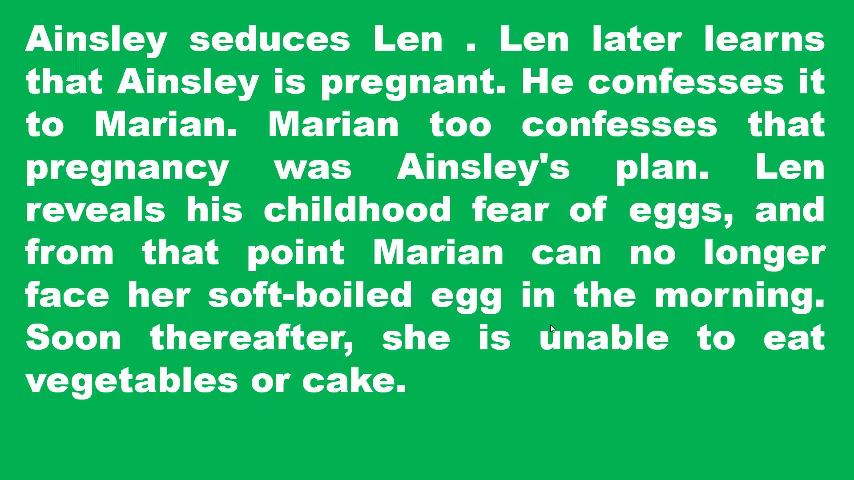 Ainsley seduces Len . Len later learns
that Ainsley is pregnant. He confesses it
to Marian. Marian too confesses that
pregnancy was Ainsley's plan. Len
reveals his childhood fear of eggs, and
from that point Marian can no longer
face her soft-boiled egg in the morning.
Soon thereafter, she is unable to eat
vegetables or cake.